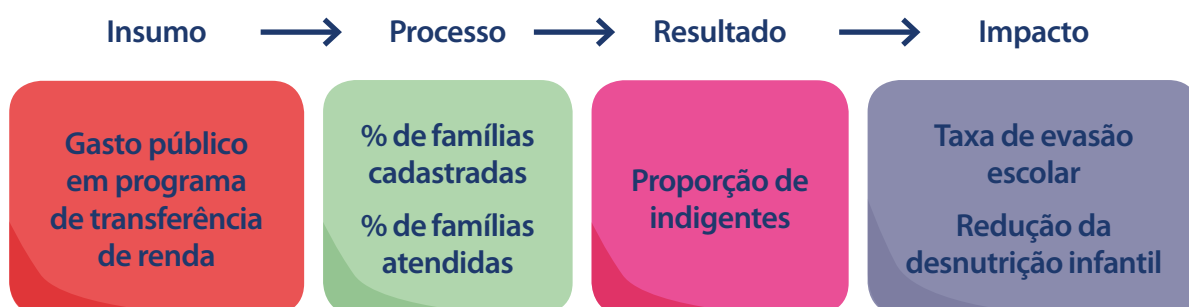 Insumo → Processo → Resultado → Impacto
Gasto público
em programa
de transferência
de renda
% de famílias
cadastradas
% de famílias
atendidas
Proporção de
indigentes
Taxa de evasão
escolar
Redução da
desnutrição infantil